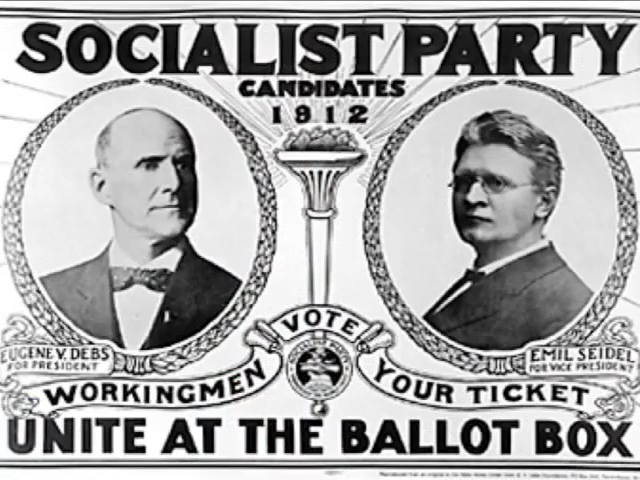 SOCIALIST PARTY
CANDIDATES
1912
EUGENE V. DEBS
FOR PRESIDENT
EMIL SEIDEL
FOR VICE PRESIDENT
VOTE
WORKINGMEN
YOUR TICKET
UNITE AT THE BALLOT BOX